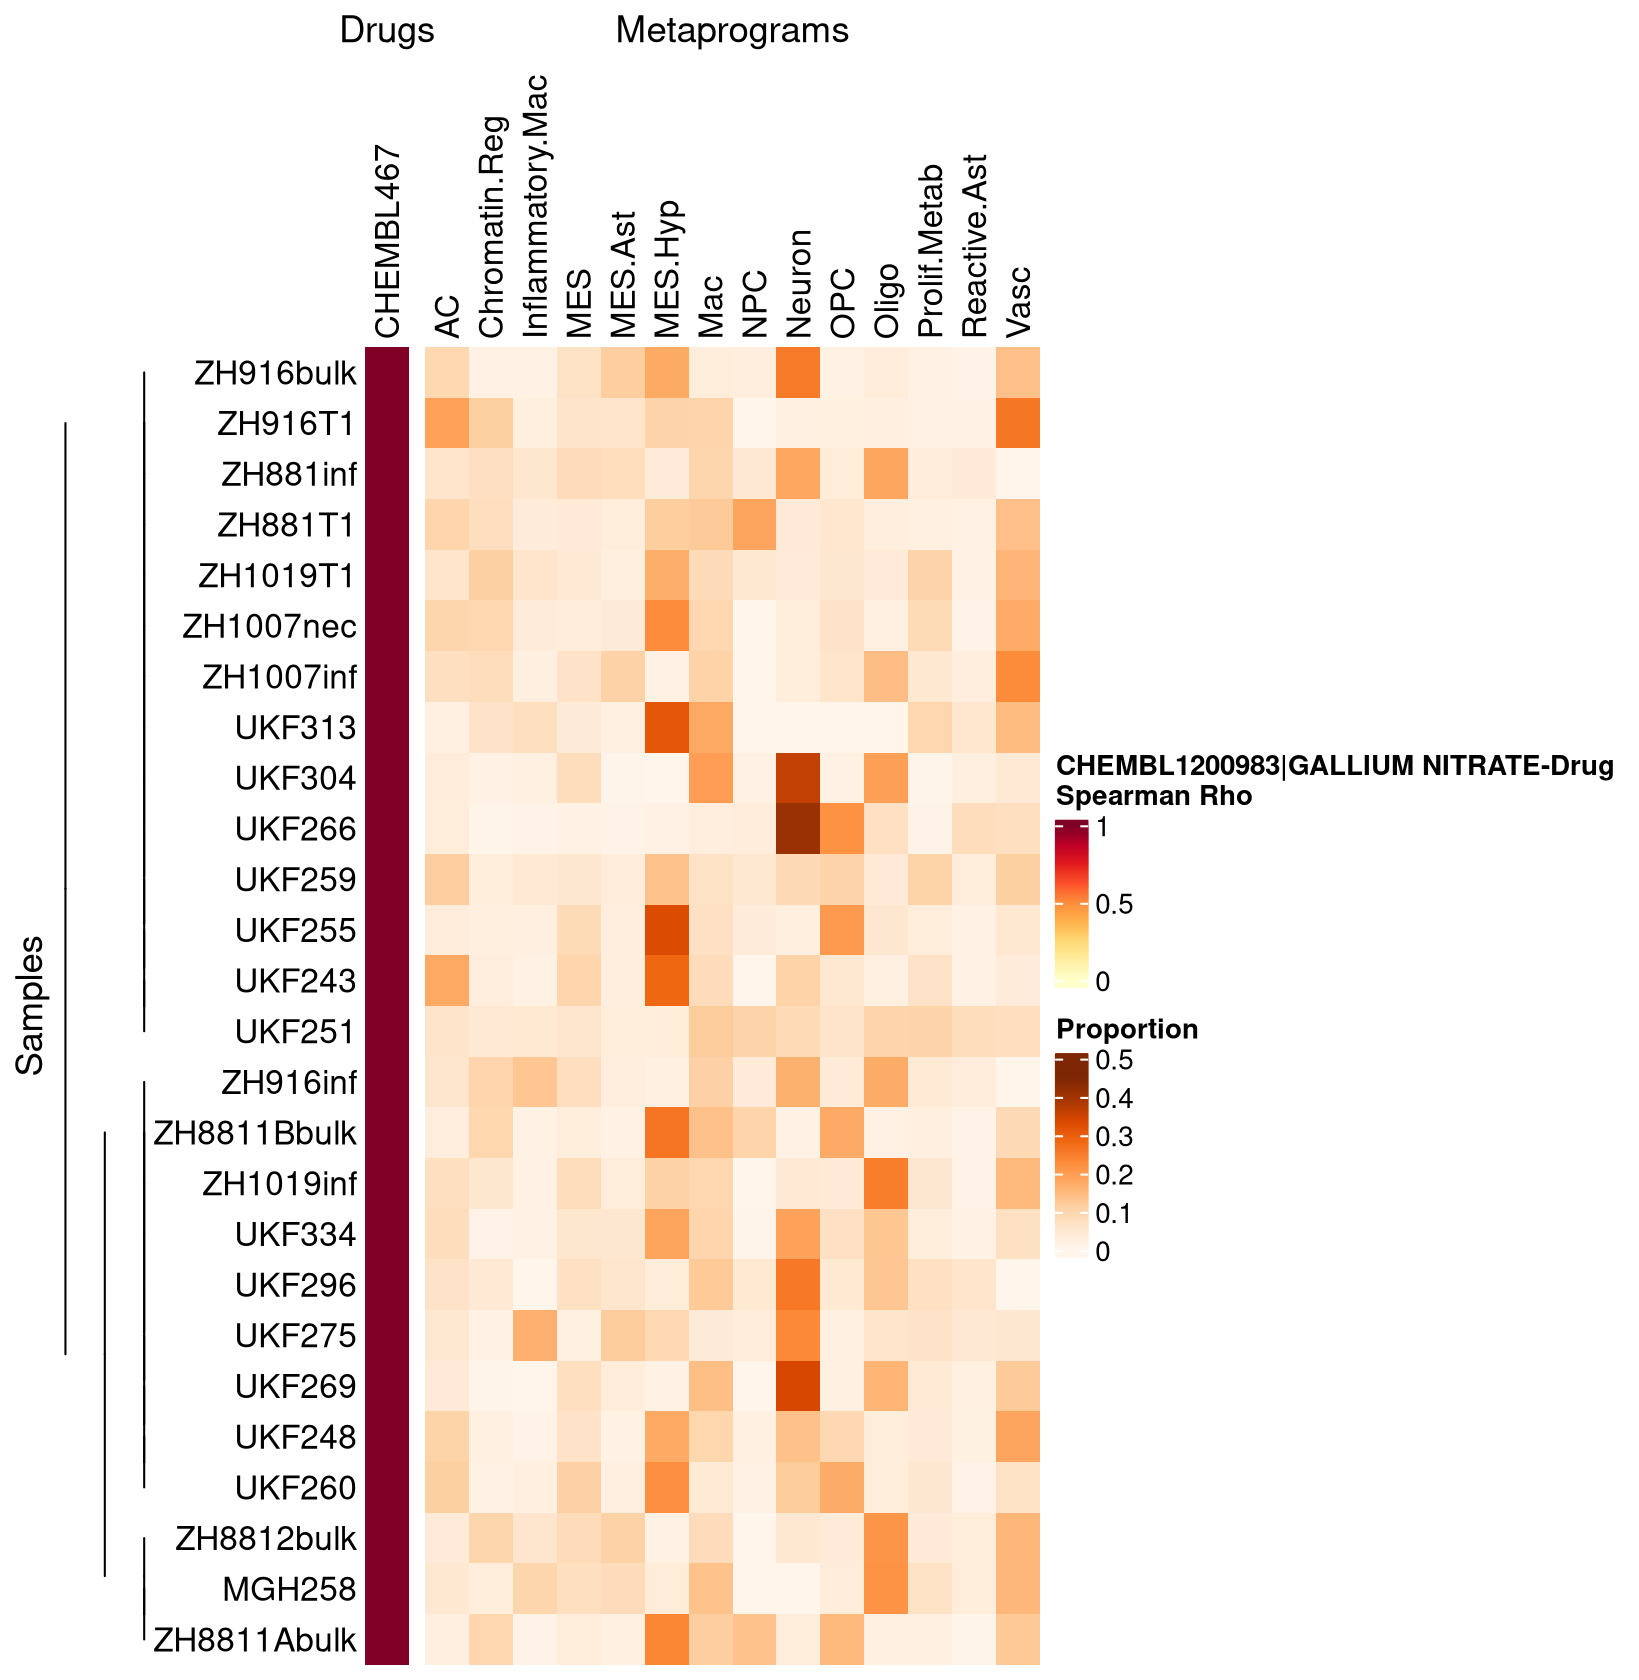 Drugs Metaprograms
CHEMBL467
AC
Chromatin.Reg
Inflammatory.Mac
MES
MES.Ast
MES.Hyp
Mac
NPC
Neuron
OPC
Oligo
Prolif.Metab
Reactive.Ast
Vasc
Samples
ZH916bulk
ZH916T1
ZH881inf
ZH881T1
ZH1019T1
ZH1007nec
ZH1007inf
UKF313
UKF304
UKF266
UKF259
UKF255
UKF243
UKF251
ZH916inf
ZH8811Bbulk
ZH1019inf
UKF334
UKF296
UKF275
UKF269
UKF248
UKF260
ZH8812bulk
MGH258
ZH8811Abulk
CHEMBL1200983|GALLIUM NITRATE-Drug
Spearman Rho
1
0.5
0
Proportion
0.5
0.4
0.3
0.2
0.1
0